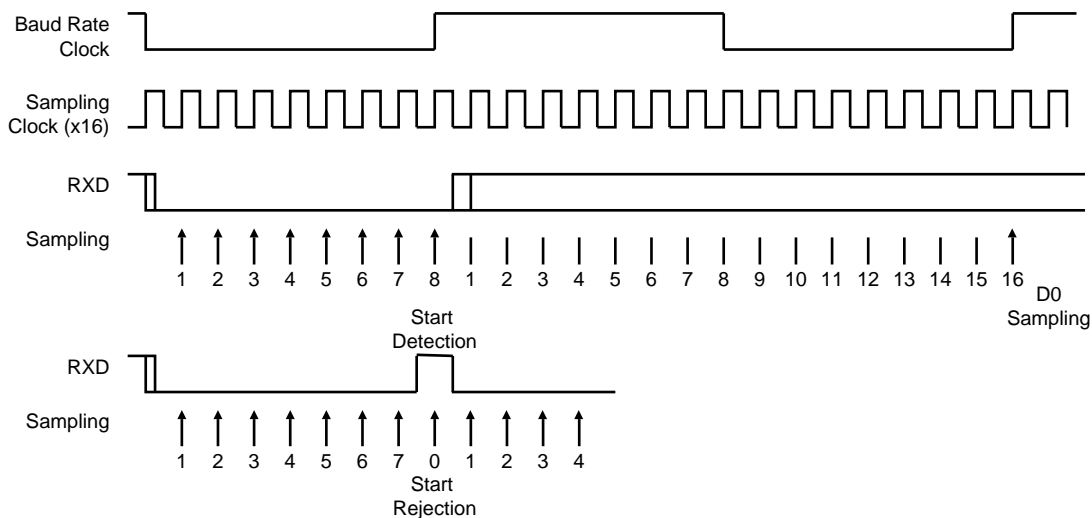 Baud Rate
Clock
Sampling
Clock (x16)
RXD
Sampling
1 2 3 4 5 6 7 8 1 2 3 4 5 6 7 8 9 10 11 12 13 14 15 16
D0
Sampling
Start
Detection
RXD
Sampling
1 2 3 4 5 6 7 0 1 2 3 4
Start
Rejection